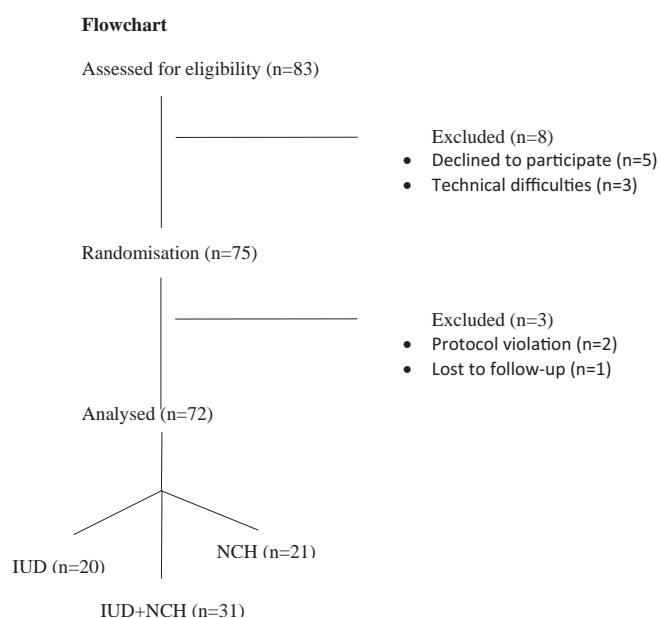 Flowchart
Assessed for eligibility (n=83)
Excluded (n=8)
• Declined to participate (n=5)
• Technical difficulties (n=3)
Randomisation (n=75)
Excluded (n=3)
• Protocol violation (n=2)
• Lost to follow-up (n=1)
Analysed (n=72)
NCH (n=21)
IUD (n=20)
IUD+NCH (n=31)